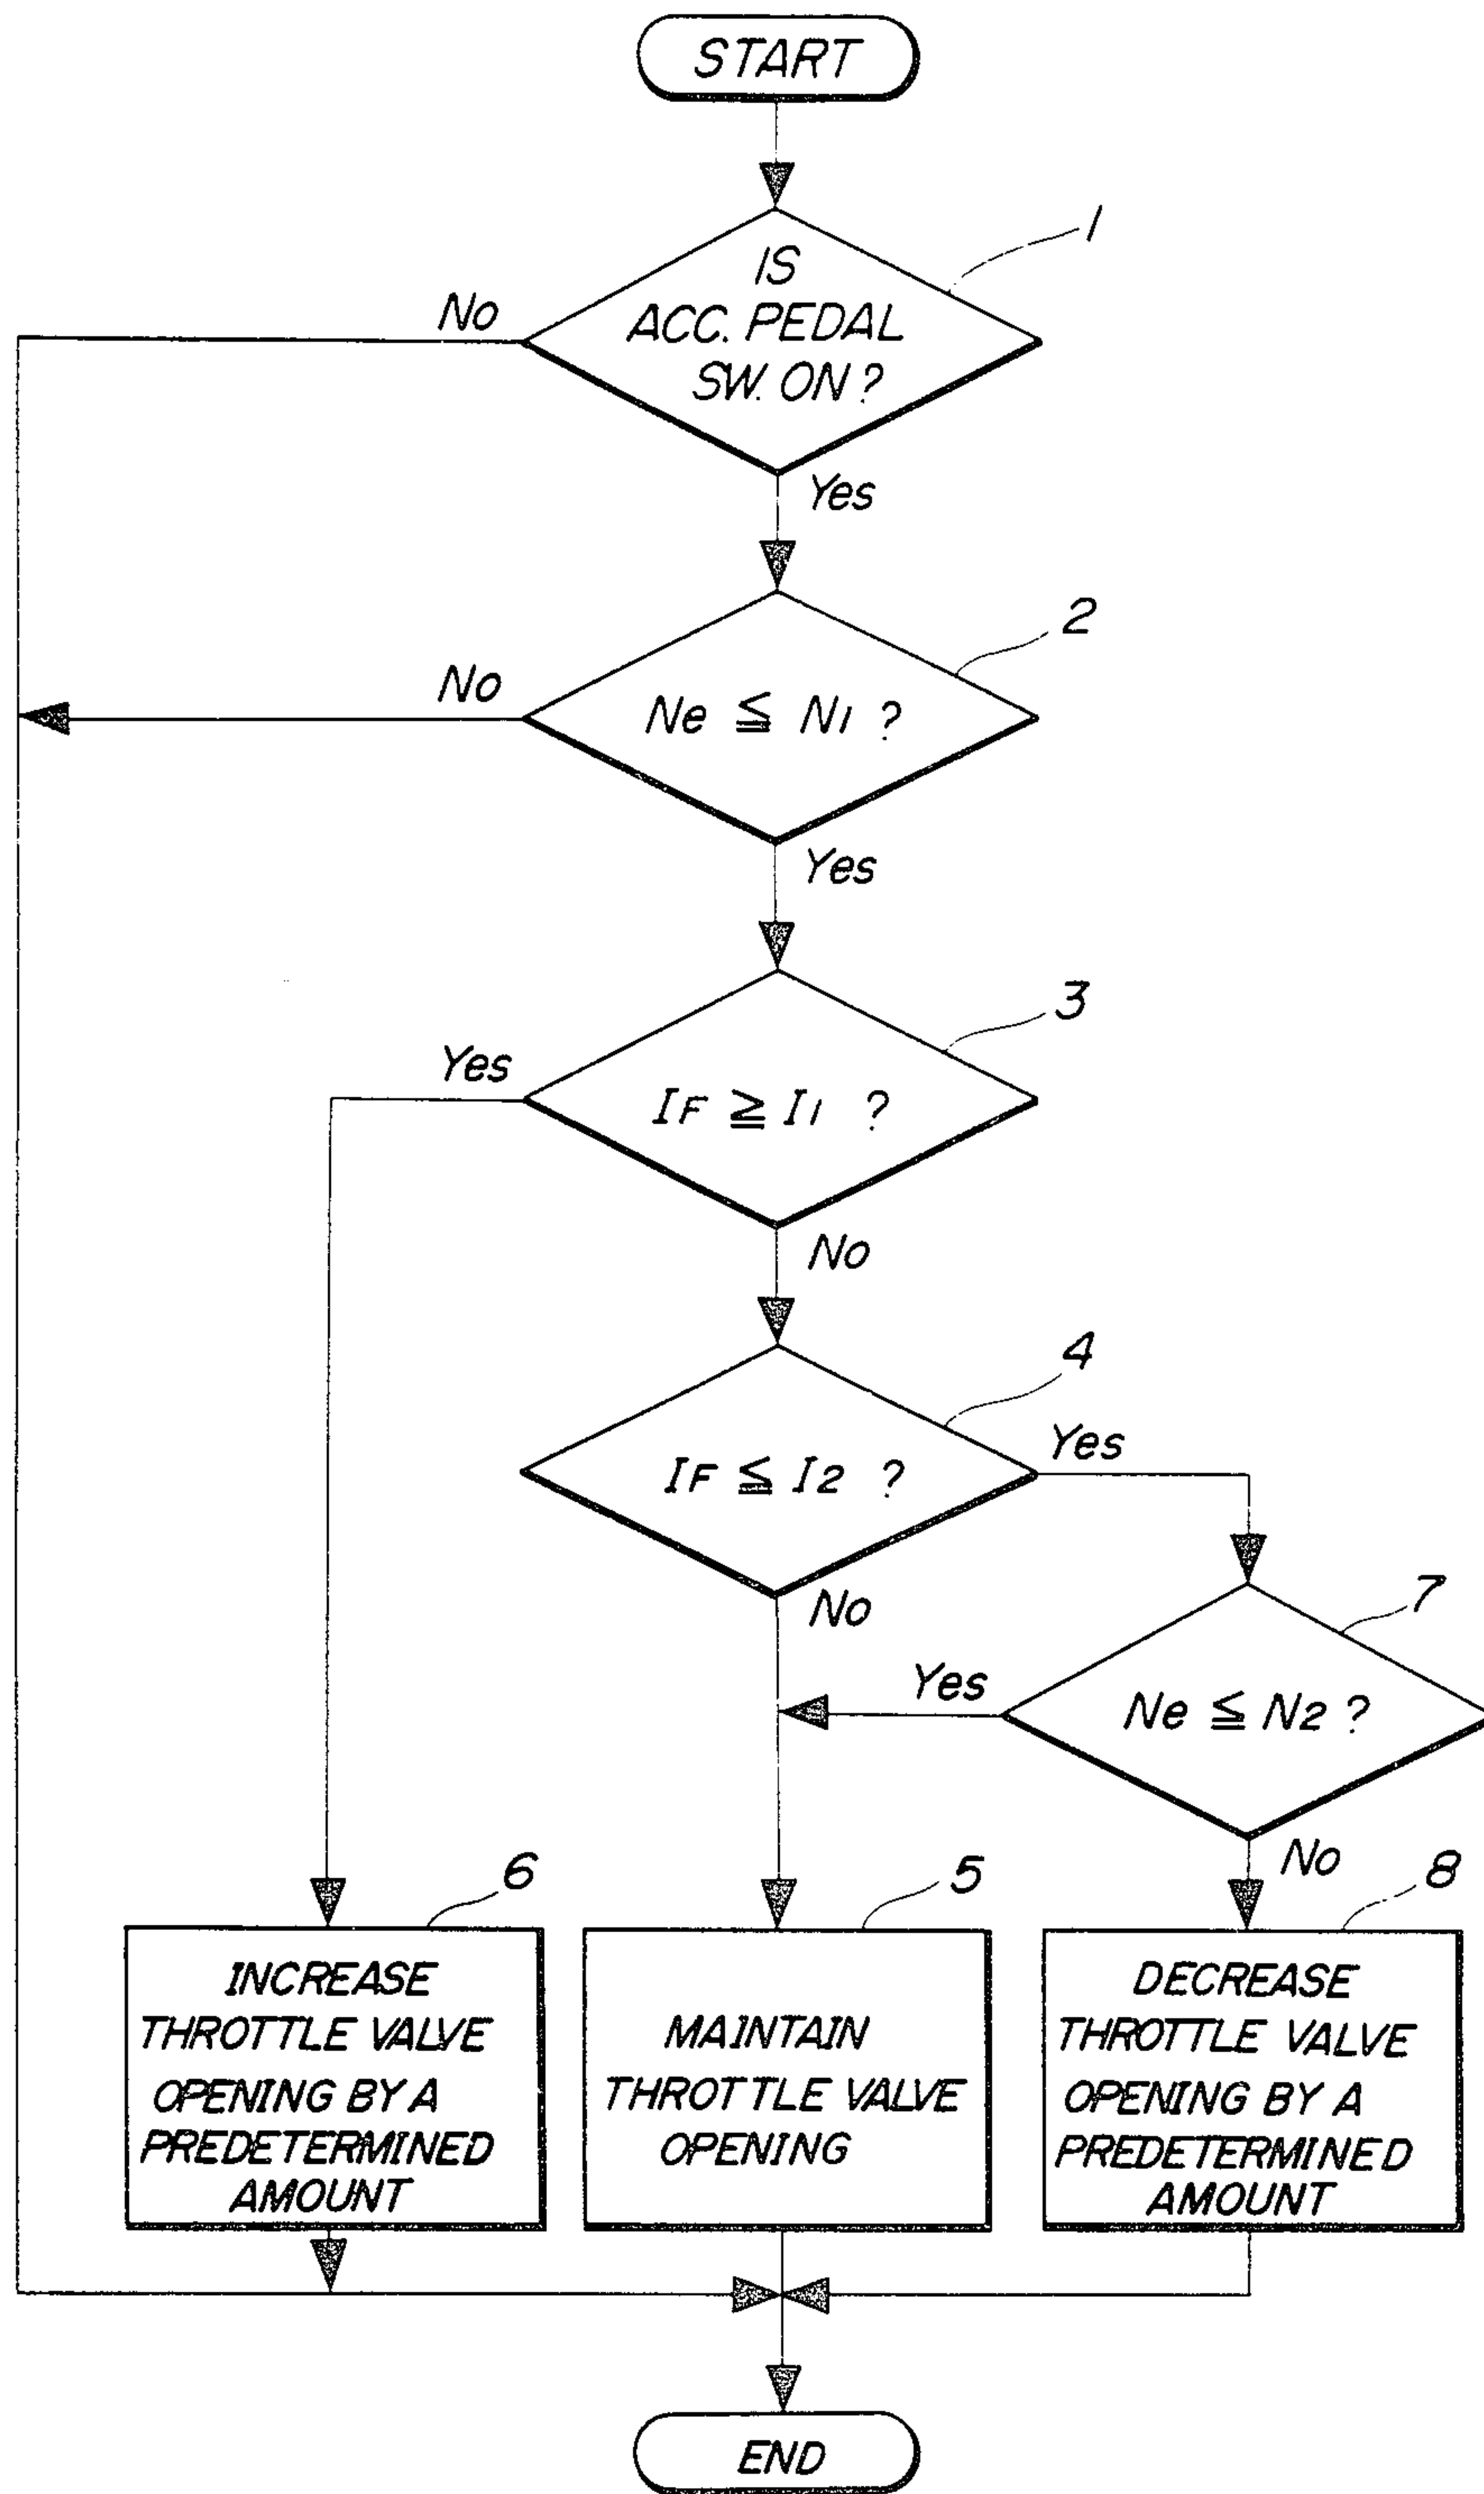 START
1
IS
ACC. PEDAL
SW. ON?
No
Yes
2
Ne ≦ N1 ?
No
Yes
3
Yes
IF ≧ I1 ?
No
4
Yes
IF ≦ I2 ?
No
7
Yes
Ne ≦ N2 ?
No
6
INCREASE
THROTTLE VALVE
OPENING BY A
PREDETERMINED
AMOUNT
5
MAINTAIN
THROTTLE VALVE
OPENING
8
DECREASE
THROTTLE VALVE
OPENING BY A
PREDETERMINED
AMOUNT
END